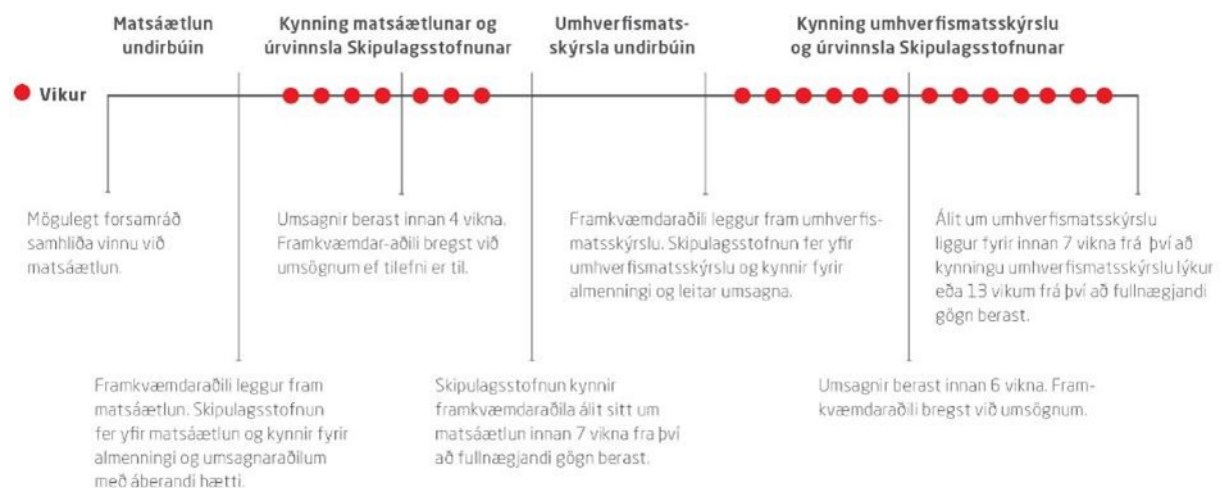 Matsáætlun
undirbúin
Kynning matsáætlunar og
úrvinnsla Skipulagsstofnunar
Umhverfismats-
skýrsla undirbúin
Kynning umhverfismatsskýrslu
og úrvinnsla Skipulagsstofnunar
Vikur
Mögulegt forsamráð
samhliða vinnu við
matsáætlun.
Umsagnir berast innan 4 vikna.
Framkvæmdar-aðili bregst við
umsögnum ef tilefni er til.
Framkvæmdaraðili leggur fram umhverfis-
matsskýrslu. Skipulagsstofnun fer yfir
umhverfismatsskýrslu og kynnir fyrir
almenningi og leitar umsagna.
Álit um umhverfismatsskýrslu
liggur fyrir innan 7 vikna frá því að
kynningu umhverfismatsskýrslu lýkur
eða 13 vikum frá því að fullnægjandi
gögn berast.
Framkvæmdaraðili leggur fram
matsáætlun. Skipulagsstofnun
fer yfir matsáætlun og kynnir fyrir
almenningi og umsagnaraðilum
með áberandi hætti.
Skipulagsstofnun kynnir
framkvæmdaraðila álit sitt um
matsáætlun innan 7 vikna fra því
að fullnægjandi gögn berast.
Umsagnir berast innan 6 vikna. Fram-
kvæmdaraðili bregst við umsögnum.